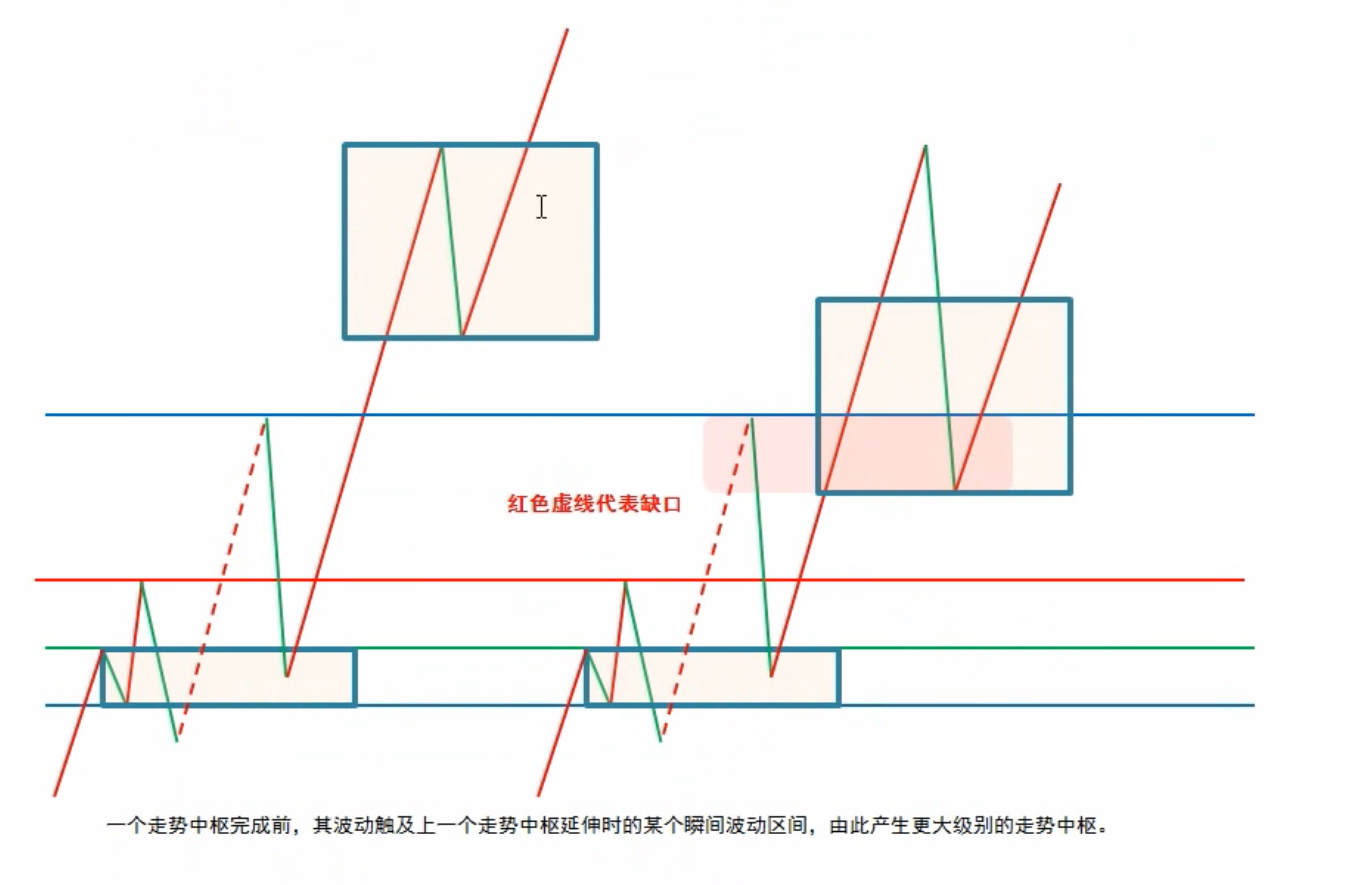 红色虚线代表缺口
一个走势中枢完成前，其波动触及上一个走势中枢延伸时的某个瞬间波动区间，由此产生更大级别的走势中枢。